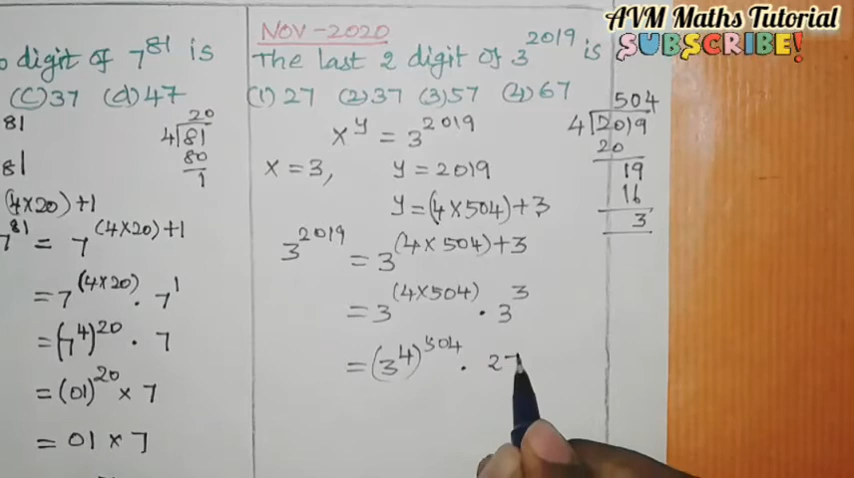 AVM Maths Tutorial
SUBSCRIBE!
digit of 7^81 is
(c) 37 (d) 47
81
4)81
20
80
1
81
(4×20)+1
7^81 = 7^(4×20)+1
= 7^(4×20) · 7^1
= (7^4)^20 · 7
= (01)^20 × 7
= 01 × 7
NOV-2020
The last 2 digit of 3^2019 is
(1) 27 (2) 37 (3) 57 (4) 67
x^y = 3^2019
x = 3, y = 2019
y = (4×504)+3
3^2019 = 3^(4×504)+3
= 3^(4×504) · 3^3
= (3^4)^504 · 27
504
4)2019
20
19
16
3